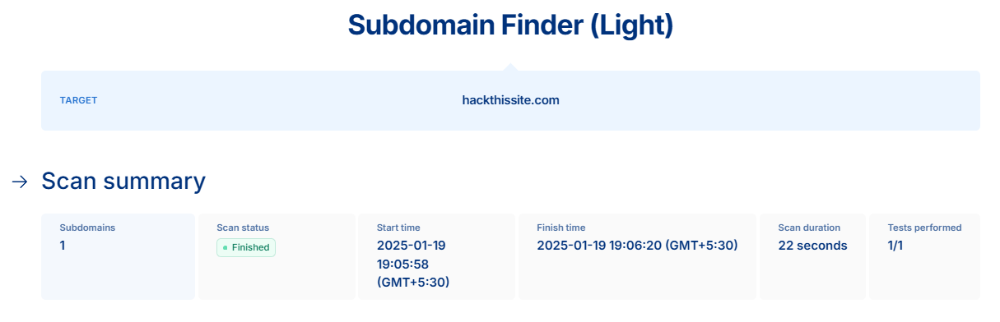 Subdomain Finder (Light)
TARGET
hackthissite.com
Scan summary
Subdomains
1
Scan status
Finished
Start time
2025-01-19
19:05:58
(GMT+5:30)
Finish time
2025-01-19 19:06:20 (GMT+5:30)
Scan duration
22 seconds
Tests performed
1/1